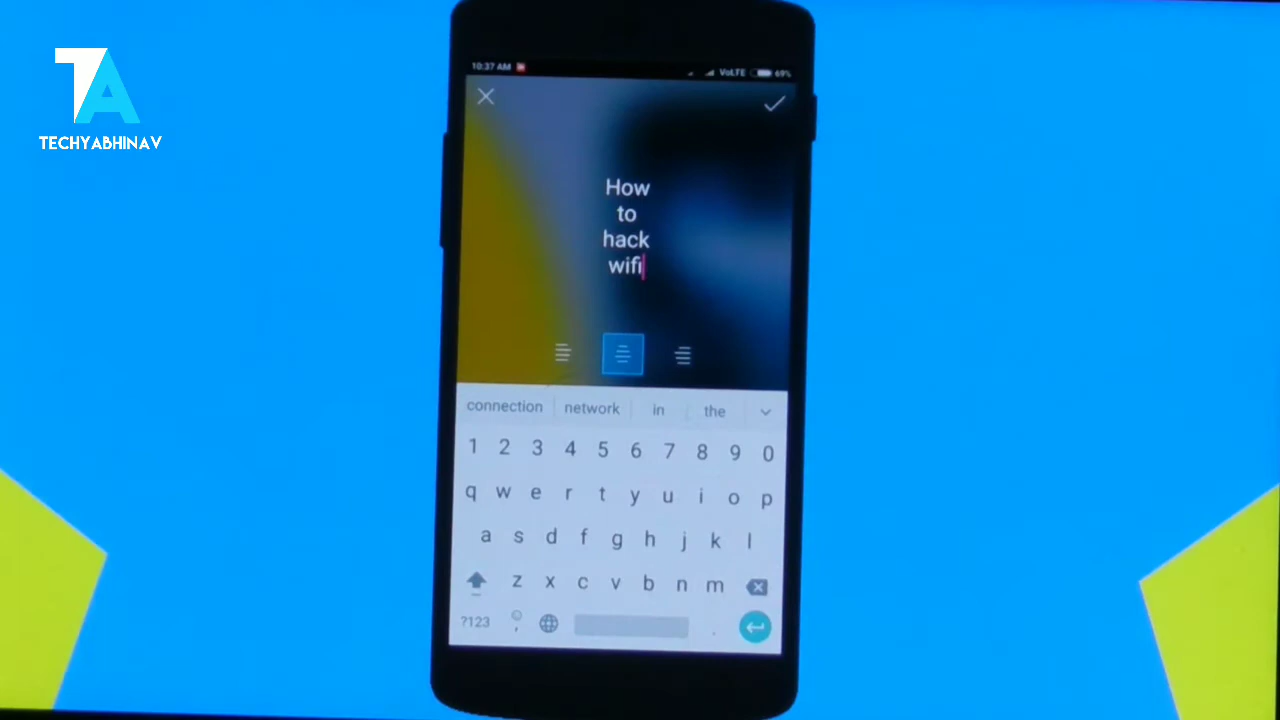 TA
TECHYABHINAV
10:37 AM
VoLTE 69%
How
to
hack
wifi
connection network in the
1 2 3 4 5 6 7 8 9 0
q w e r t y u i o p
a s d f g h j k l
z x c v b n m
?123 , .